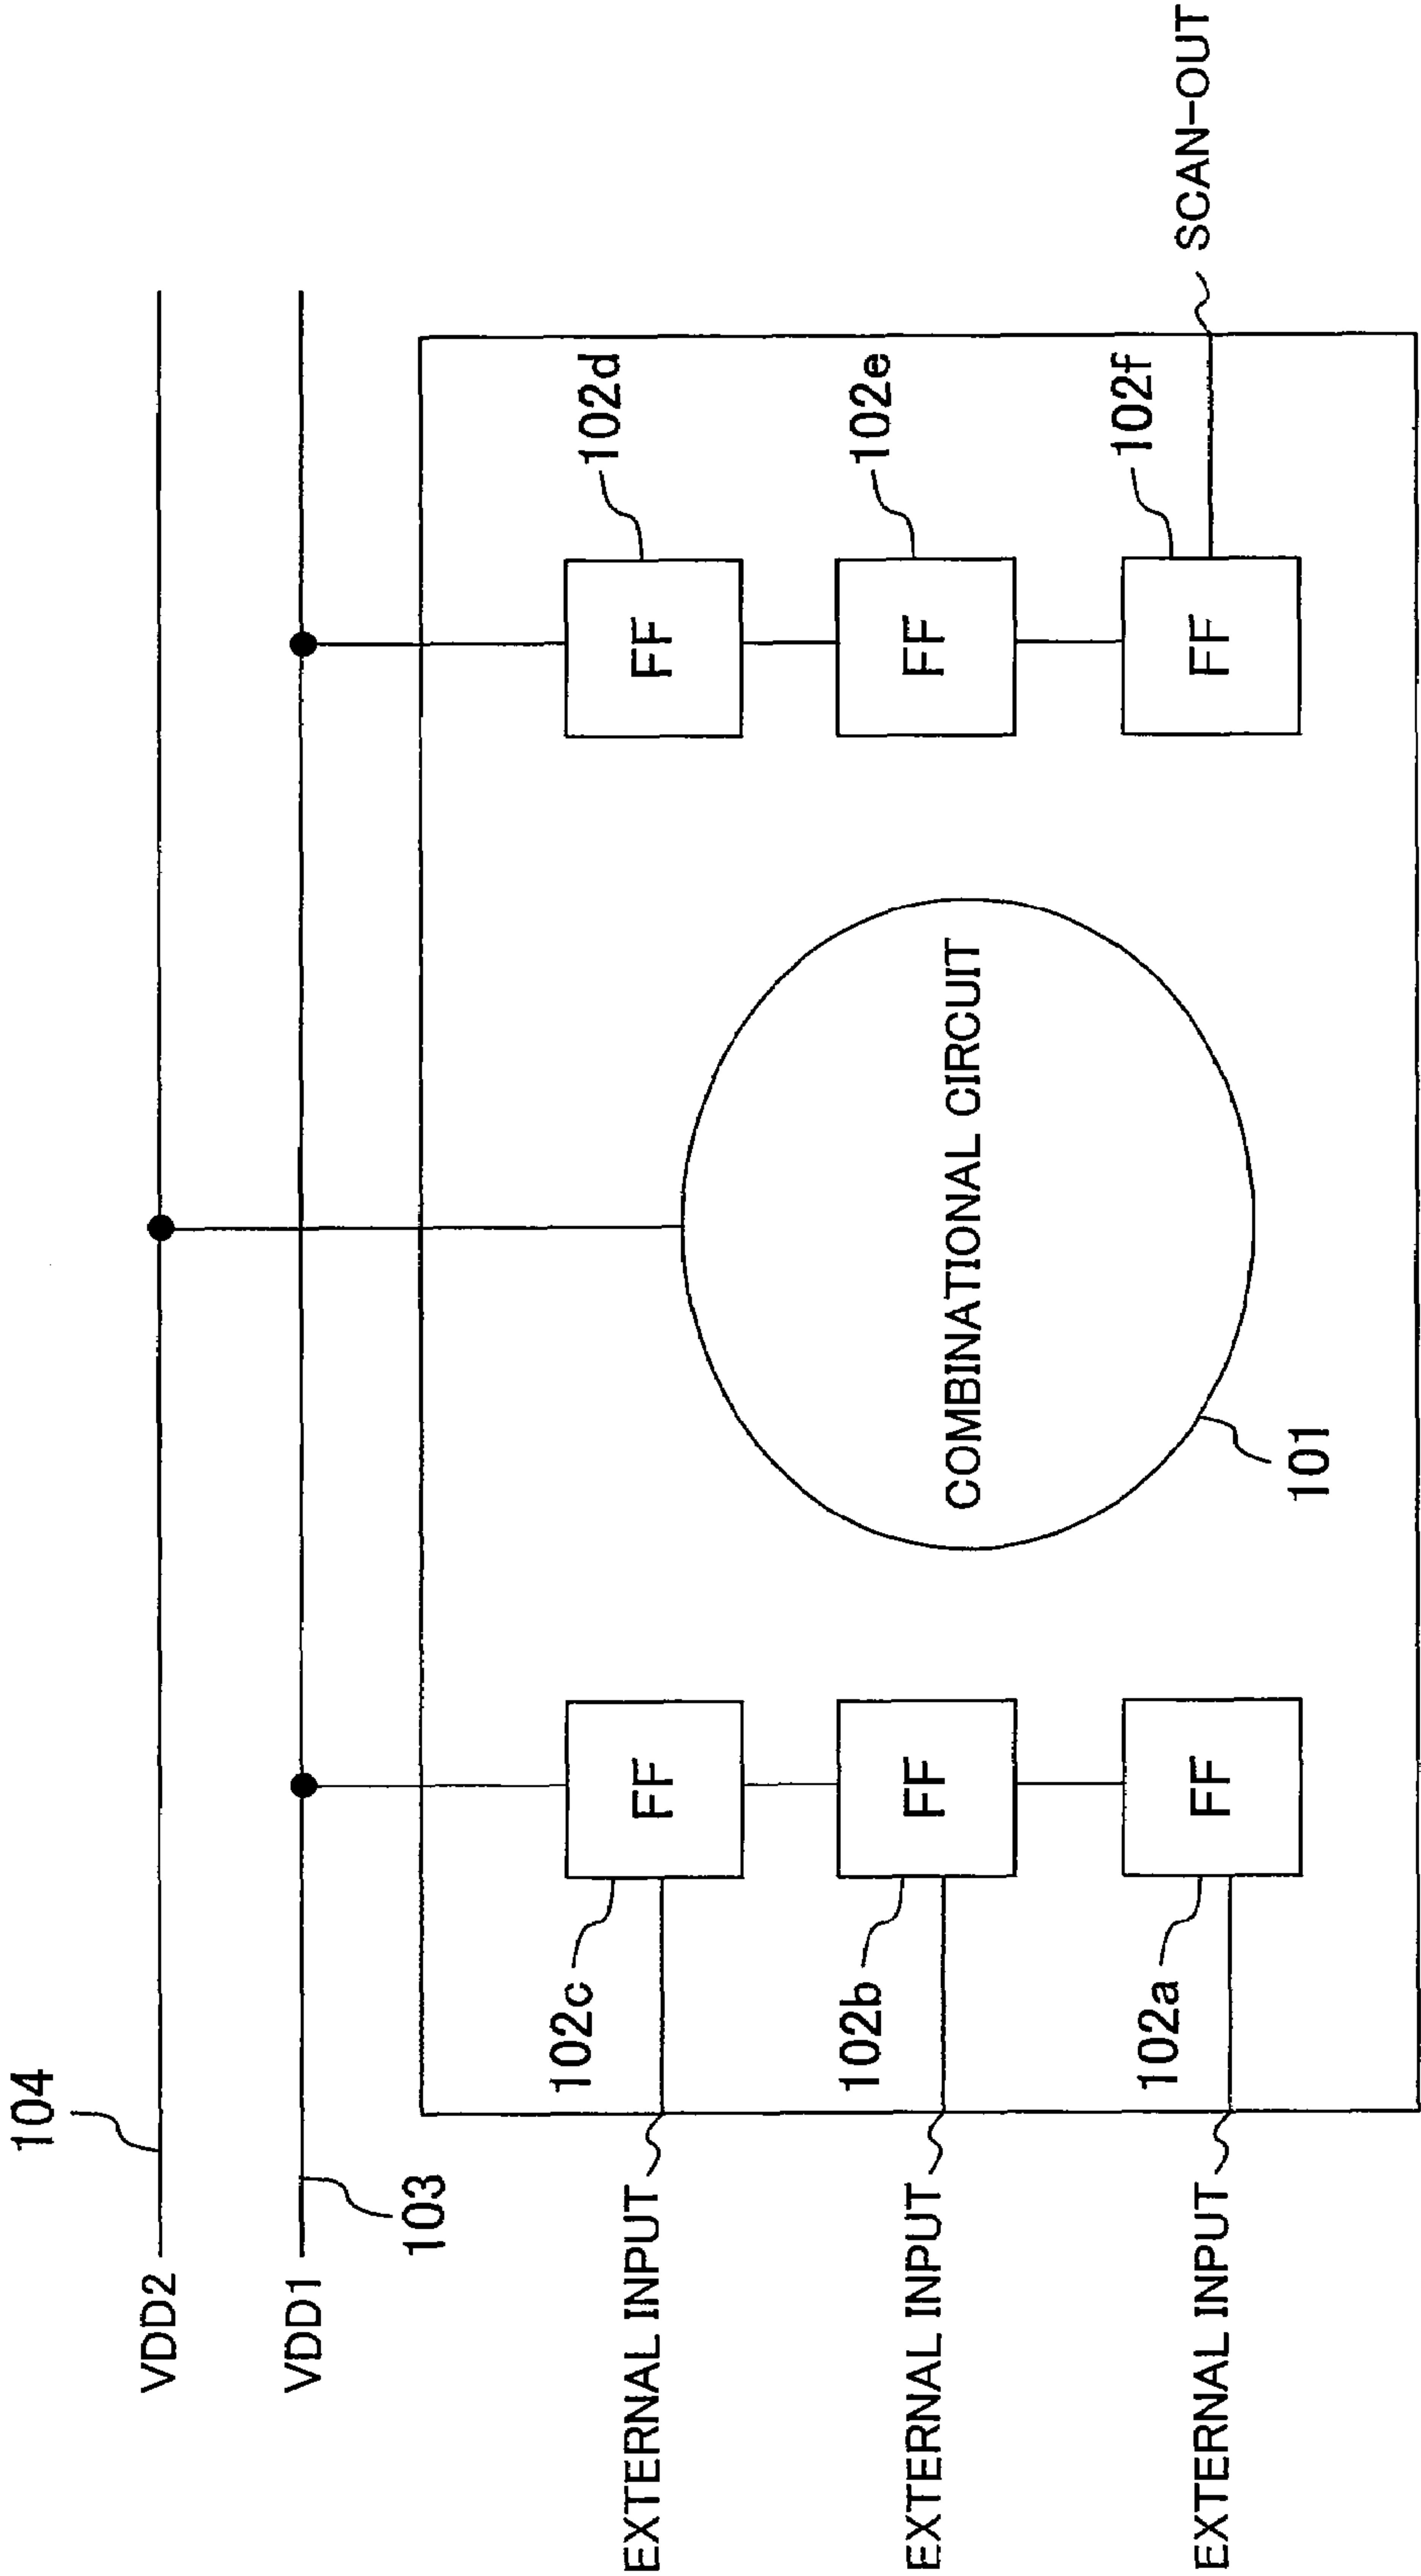 104
VDD2
VDD1
103
EXTERNAL INPUT
102c
FF
FF
102d
EXTERNAL INPUT
102b
FF
COMBINATIONAL CIRCUIT
FF
102e
EXTERNAL INPUT
102a
FF
101
FF
102f
SCAN-OUT